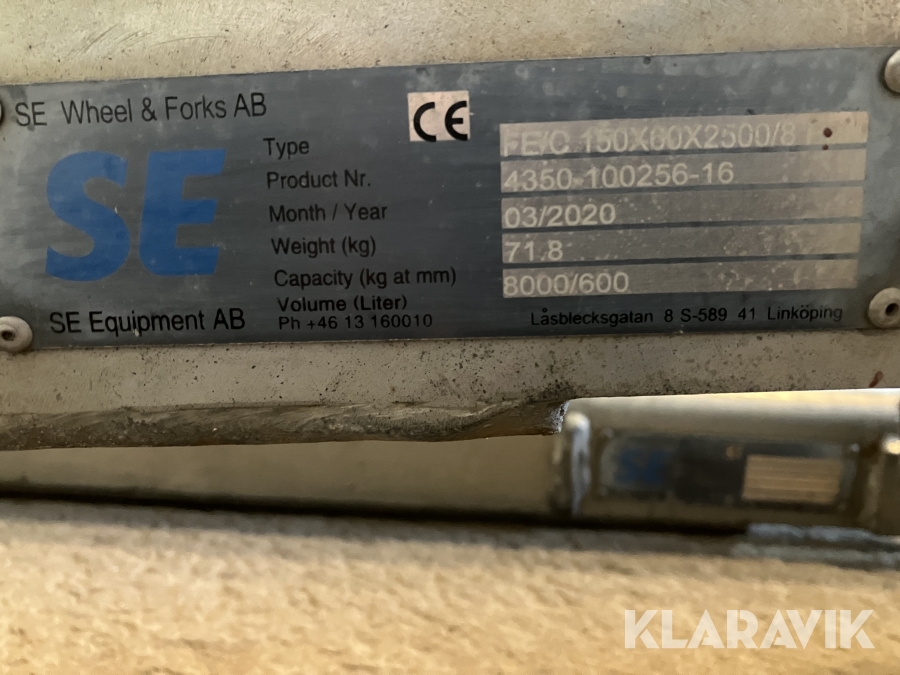 SE Wheel & Forks AB
CE
SE
Type FE/C 150X60X2500/8
Product Nr. 4350-100256-16
Month / Year 03/2020
Weight (kg) 71.8
Capacity (kg at mm) 8000/600
Volume (Liter)
SE Equipment AB Ph +46 13 160010 Låsblecksgatan 8 S-589 41 Linköping
SE
KLARAVIK